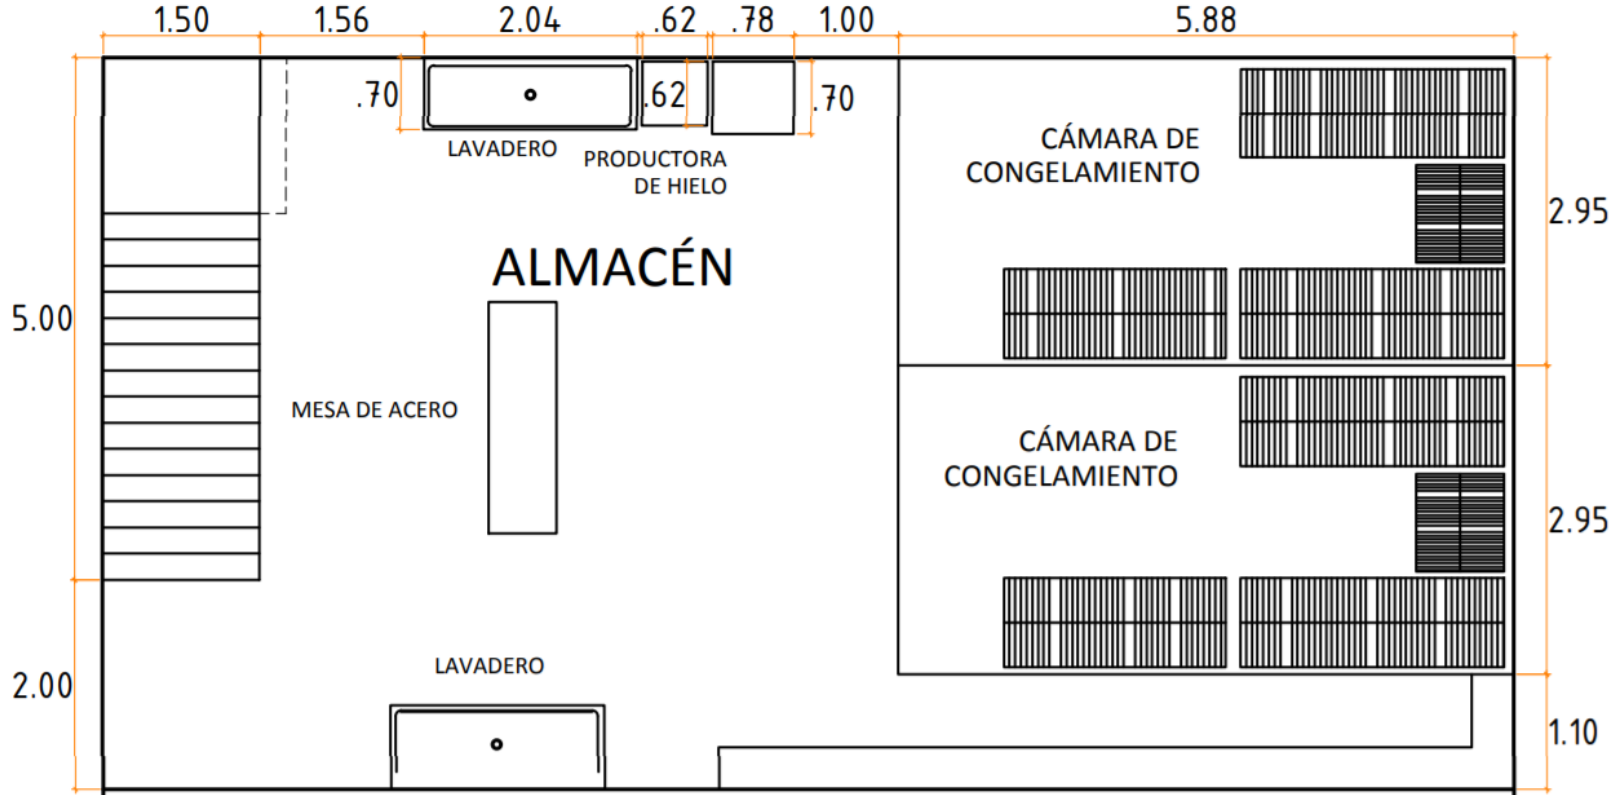 1.50
1.56
2.04
.62
.78
1.00
5.88
.70
.62
.70
LAVADERO
PRODUCTORA
DE HIELO
CÁMARA DE
CONGELAMIENTO
2.95
ALMACÉN
5.00
MESA DE ACERO
CÁMARA DE
CONGELAMIENTO
2.95
LAVADERO
2.00
1.10